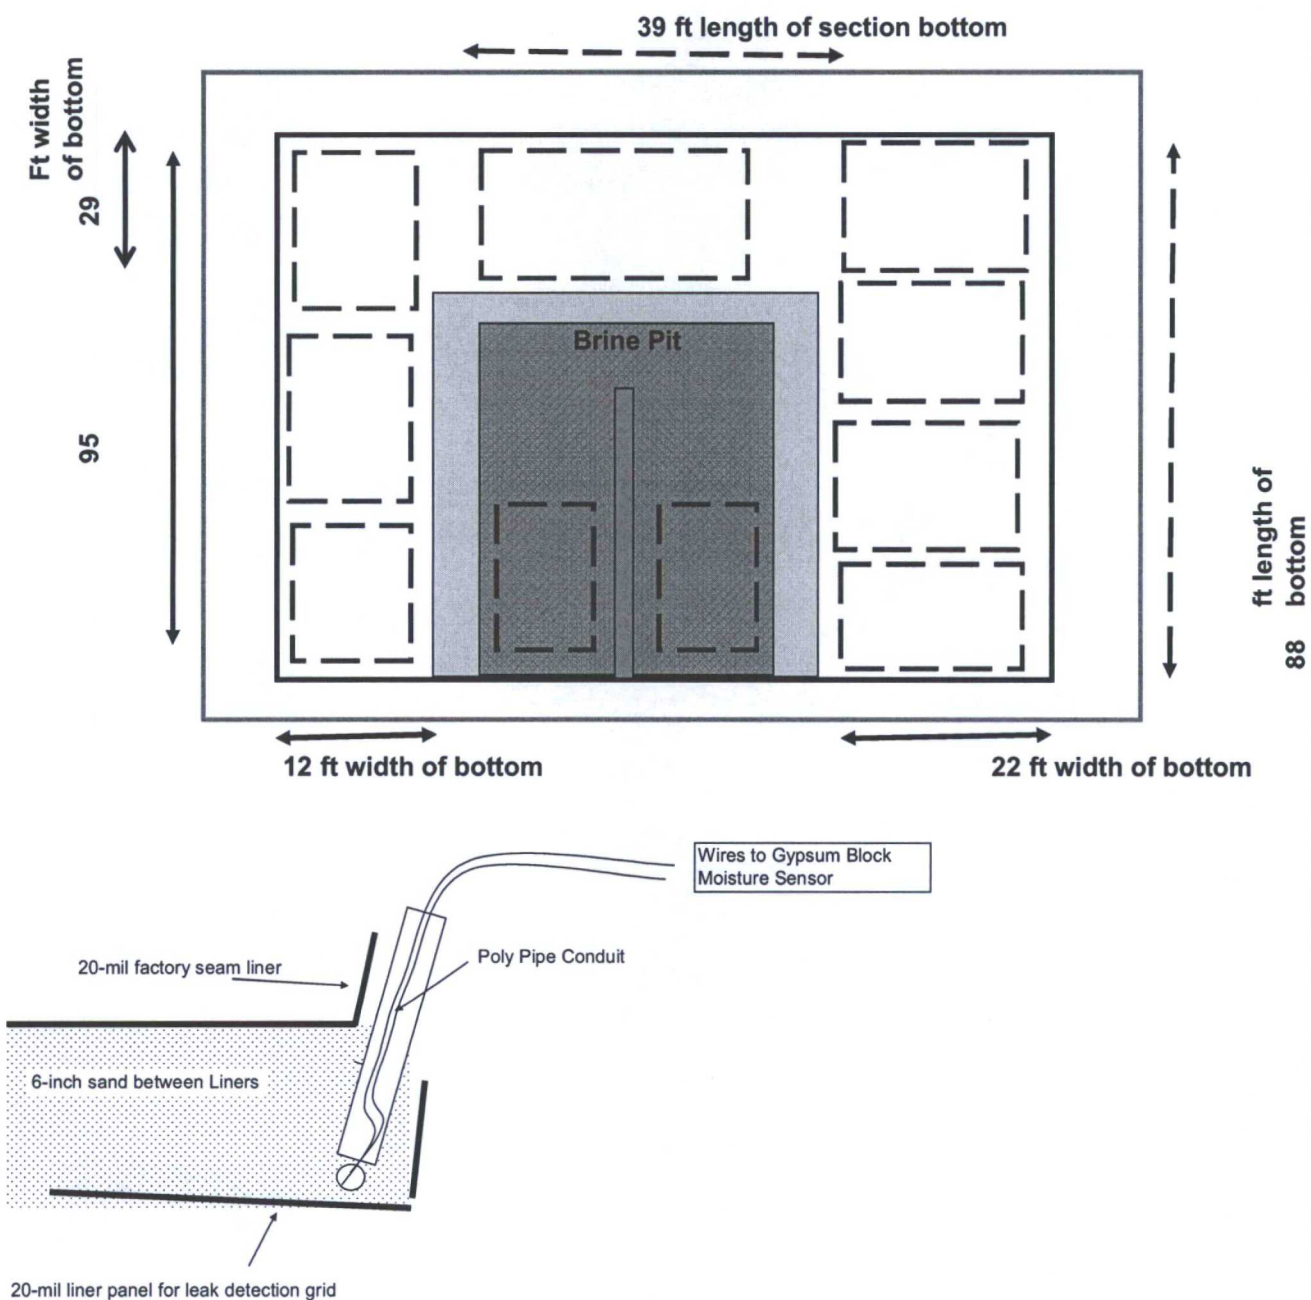 39 ft length of section bottom
Ft width
of bottom
29
95
Brine Pit
ft length of
bottom
88
12 ft width of bottom
22 ft width of bottom
Wires to Gypsum Block
Moisture Sensor
20-mil factory seam liner
Poly Pipe Conduit
6-inch sand between Liners
20-mil liner panel for leak detection grid